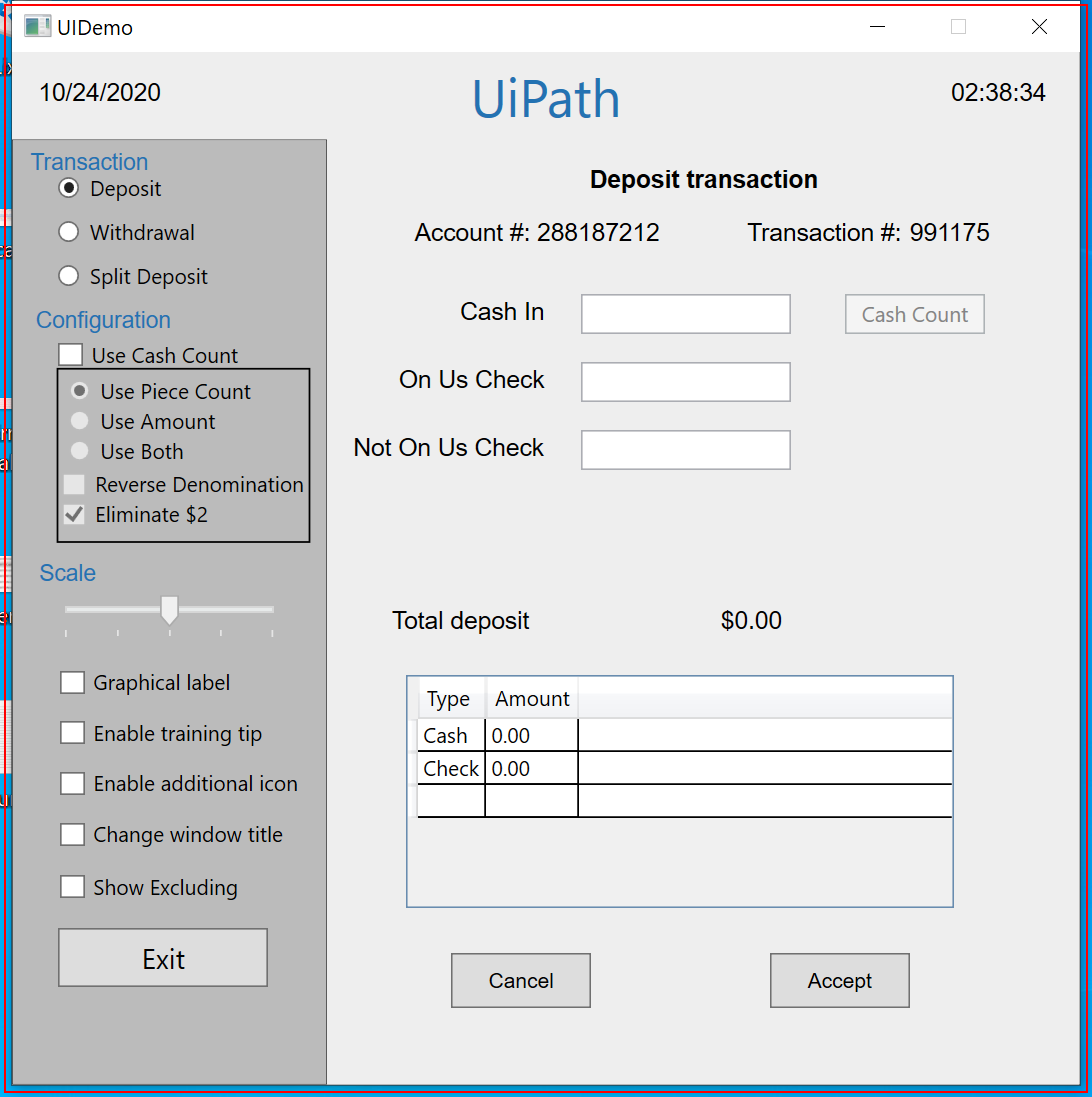 UIDemo
10/24/2020
UiPath
02:38:34
Transaction
Deposit
Withdrawal
Split Deposit
Configuration
Use Cash Count
Use Piece Count
Use Amount
Use Both
Reverse Denomination
Eliminate $2
Scale
Graphical label
Enable training tip
Enable additional icon
Change window title
Show Excluding
Exit
Deposit transaction
Account #: 288187212 Transaction #: 991175
Cash In
Cash Count
On Us Check
Not On Us Check
Total deposit $0.00
Type Amount
Cash 0.00
Check 0.00
Cancel Accept